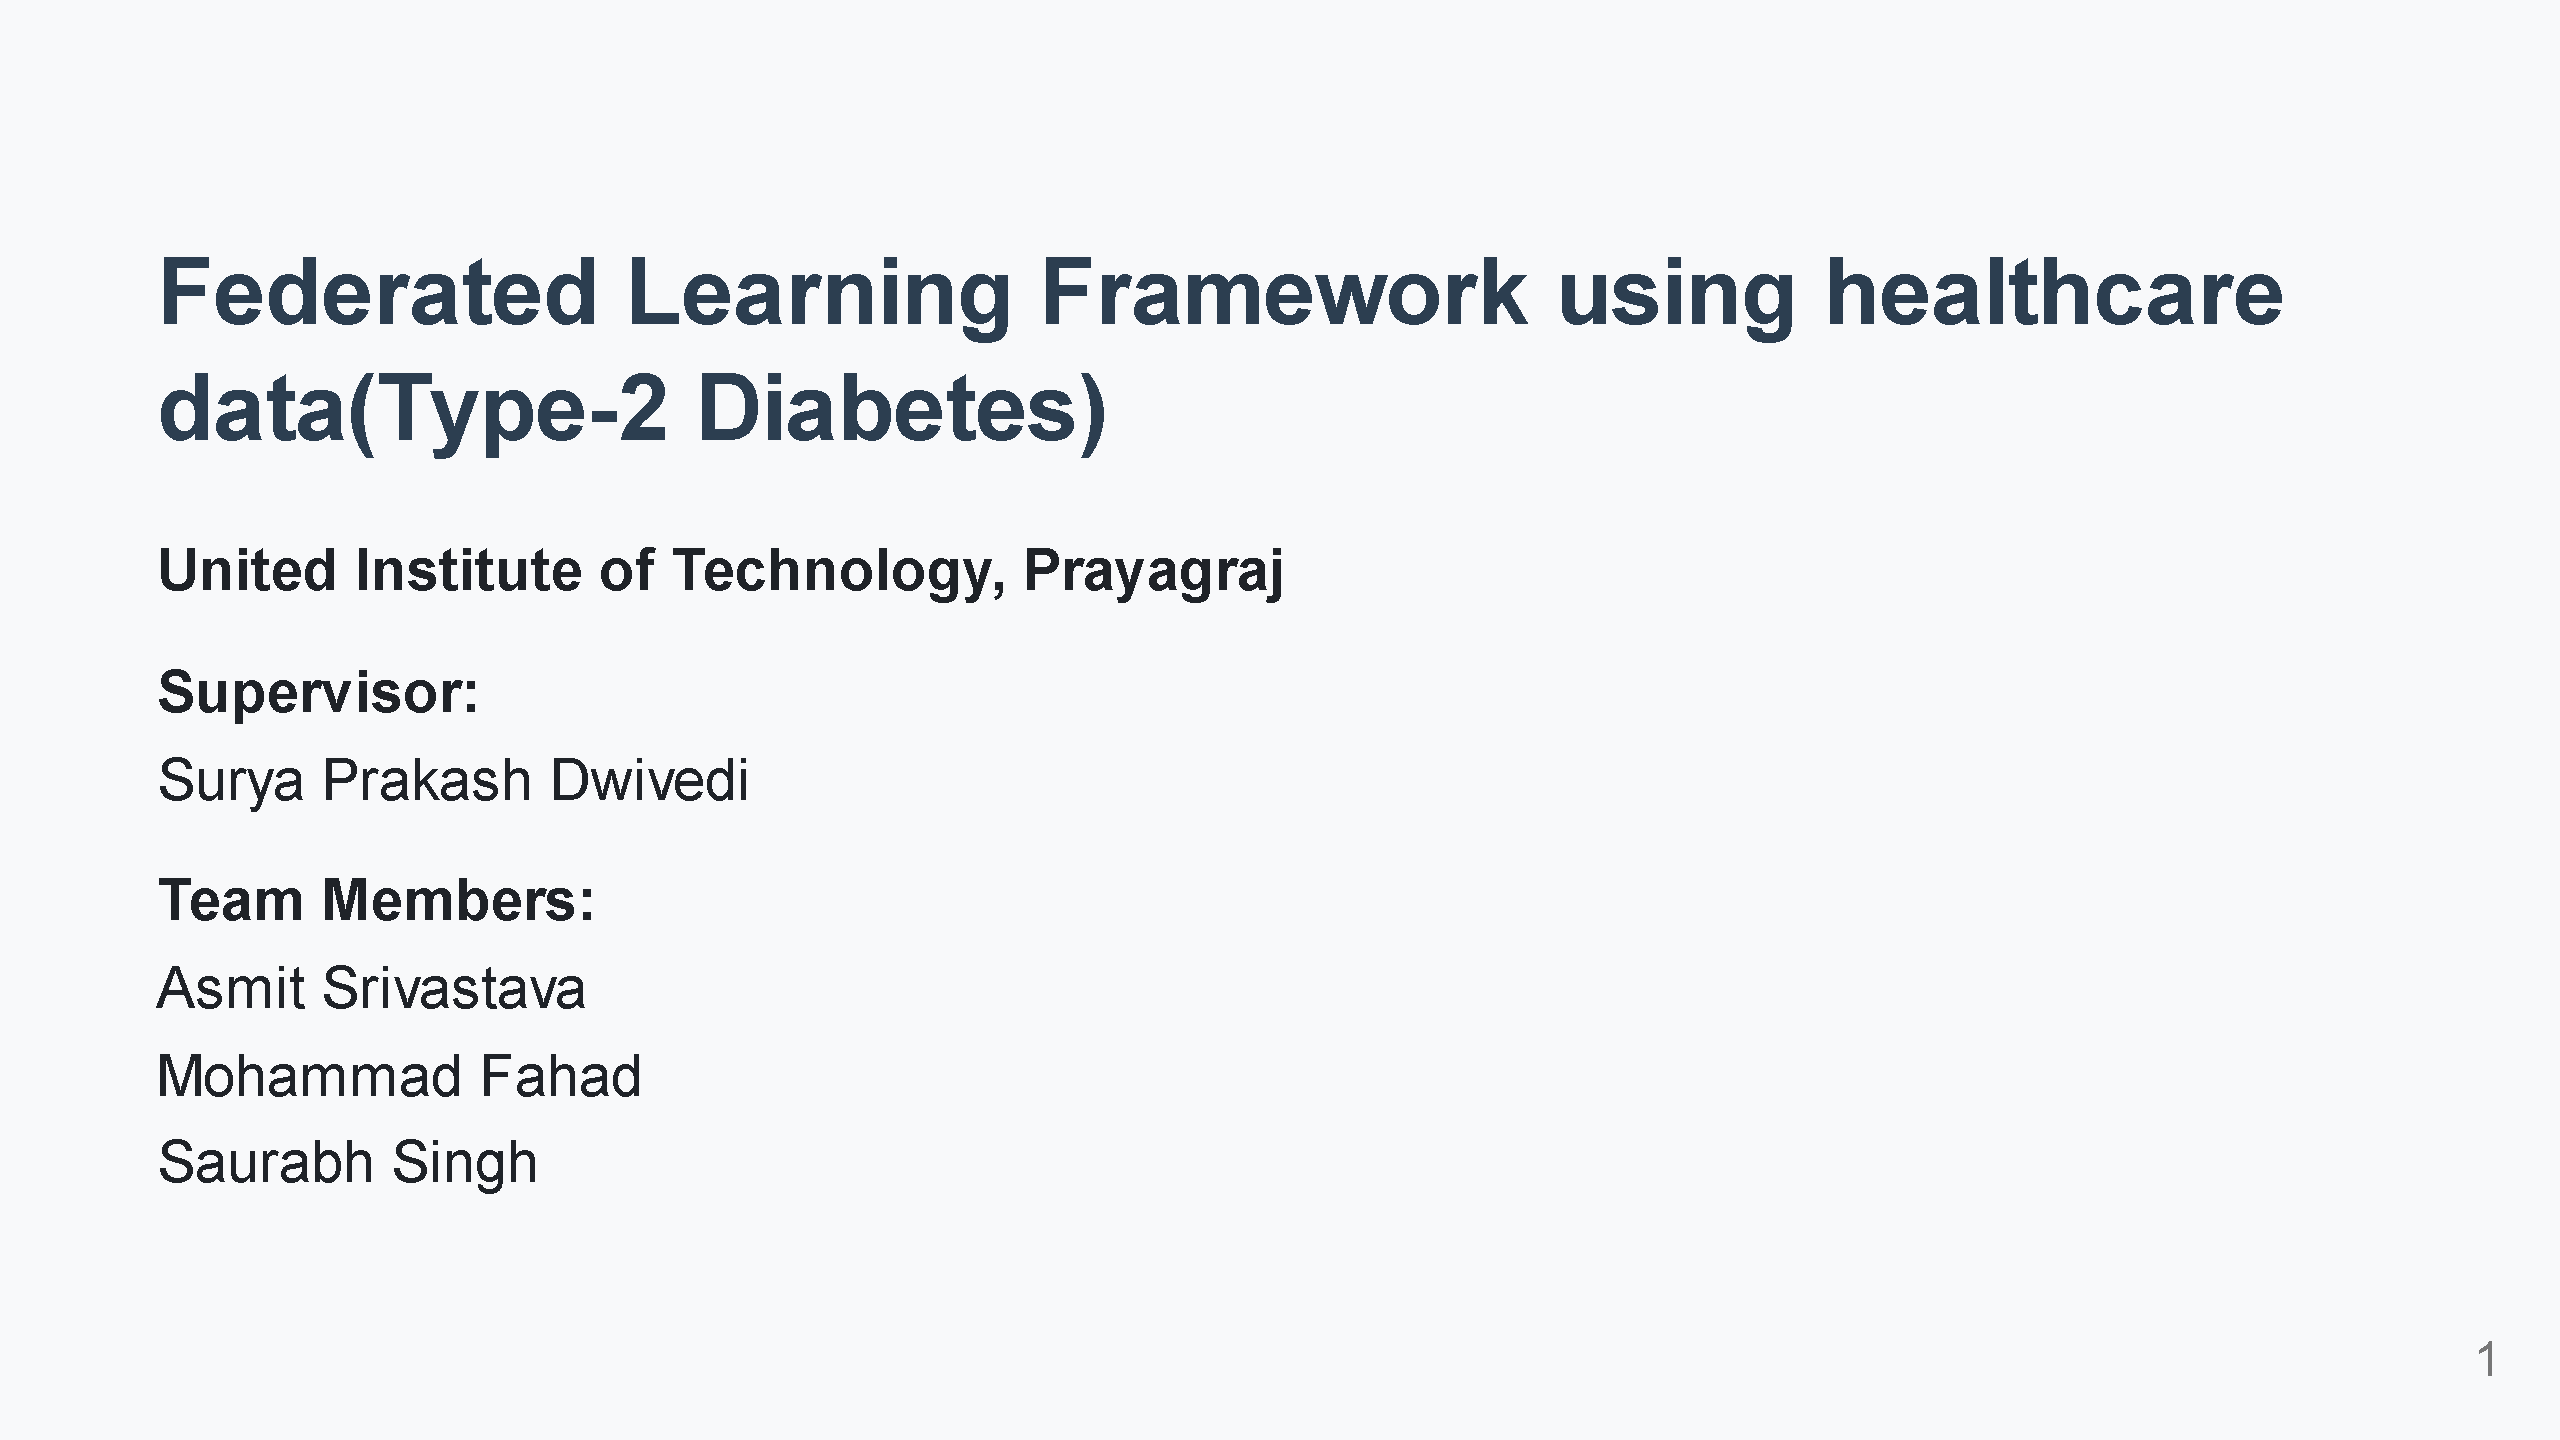 Federated Learning Framework using healthcare
data(Type-2 Diabetes)
United Institute of Technology, Prayagraj
Supervisor:
Surya Prakash Dwivedi
Team Members:
Asmit Srivastava
Mohammad Fahad
Saurabh Singh
1